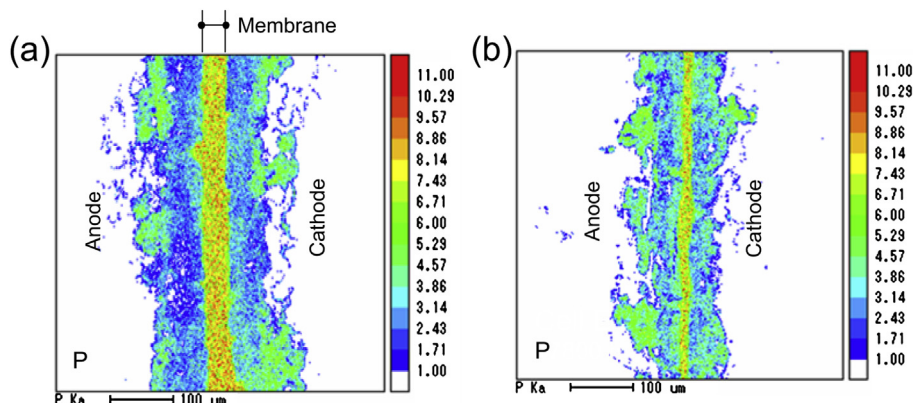 Membrane
(a)
Anode
Cathode
P
P Ka
100 um
11.00
10.29
9.57
8.86
8.14
7.43
6.71
6.00
5.29
4.57
3.86
3.14
2.43
1.71
1.00
(b)
Anode
Cathode
P
P Ka
100 um
11.00
10.29
9.57
8.86
8.14
7.43
6.71
6.00
5.29
4.57
3.86
3.14
2.43
1.71
1.00